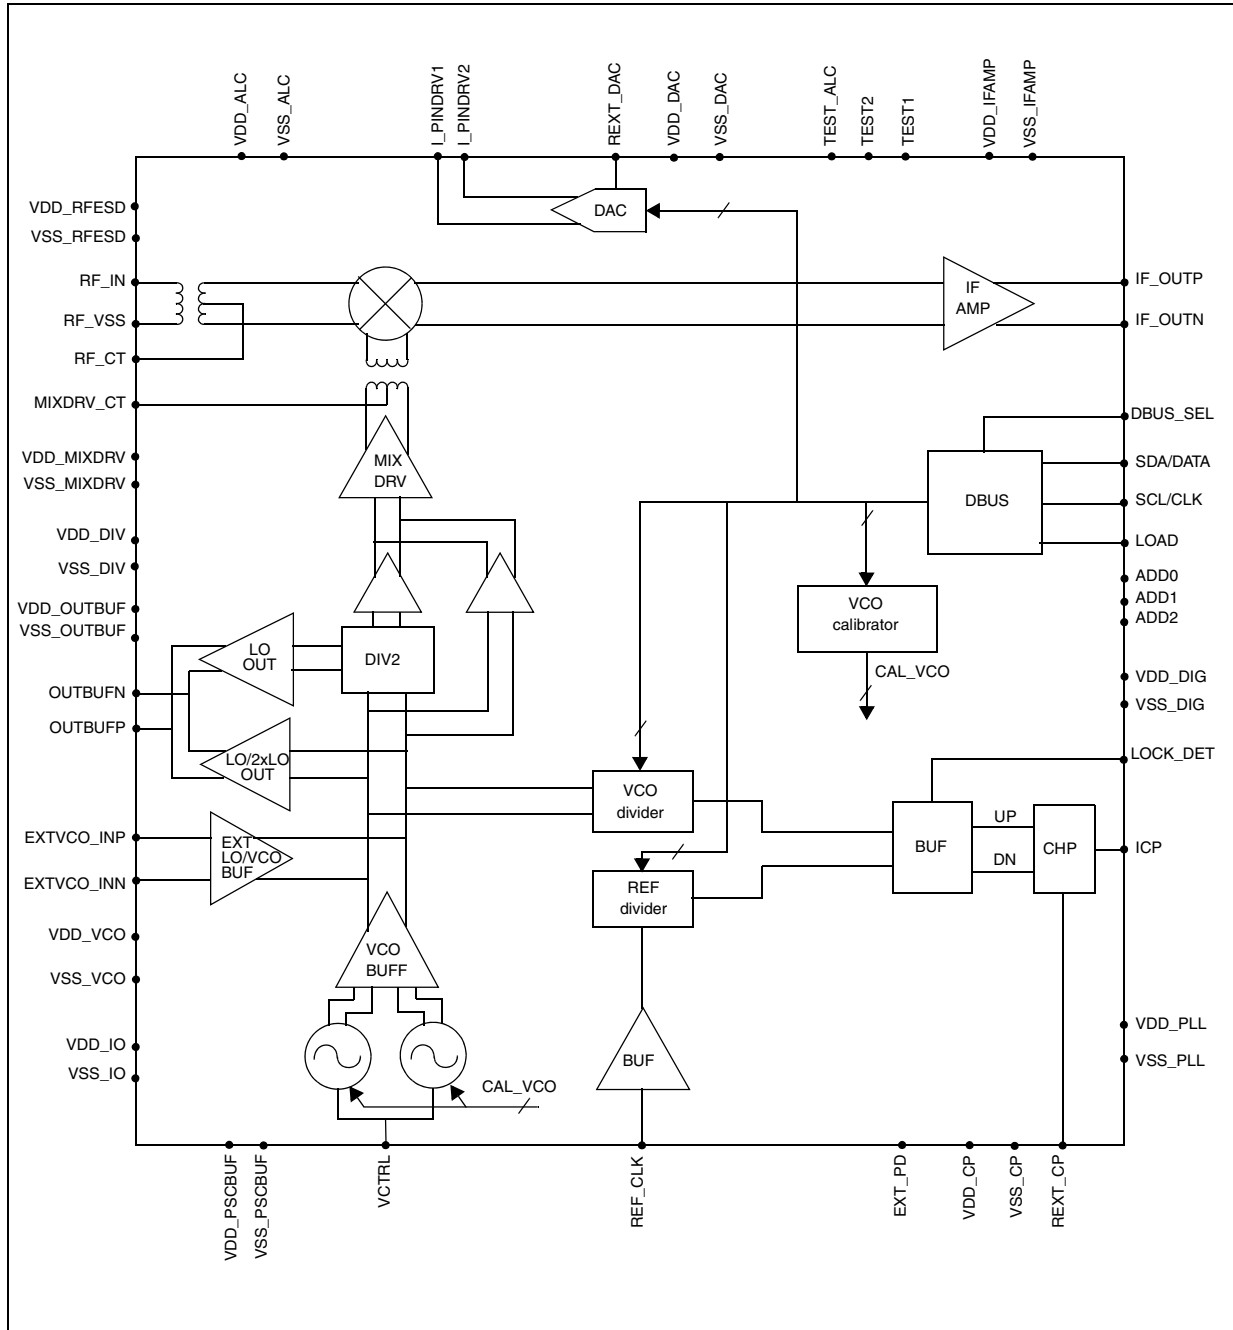 VDD_ALC
VSS_ALC
I_PINDRV1
I_PINDRV2
REXT_DAC
VDD_DAC
VSS_DAC
TEST_ALC
TEST2
TEST1
VDD_IFAMP
VSS_IFAMP
VDD_RFESD
VSS_RFESD
RF_IN
RF_VSS
RF_CT
MIXDRV_CT
VDD_MIXDRV
VSS_MIXDRV
VDD_DIV
VSS_DIV
VDD_OUTBUF
VSS_OUTBUF
OUTBUFN
OUTBUFP
EXTVCO_INP
EXTVCO_INN
VDD_VCO
VSS_VCO
VDD_IO
VSS_IO
DAC
IF
AMP
MIX
DRV
DBUS
VCO
calibrator
CAL_VCO
LO
OUT
DIV2
LO/2xLO
OUT
VCO
divider
EXT
LO/VCO
BUF
REF
divider
BUF
UP
DN
CHP
VCO
BUFF
BUF
CAL_VCO
IF_OUTP
IF_OUTN
DBUS_SEL
SDA/DATA
SCL/CLK
LOAD
ADD0
ADD1
ADD2
VDD_DIG
VSS_DIG
LOCK_DET
ICP
VDD_PLL
VSS_PLL
VDD_PSCBUF
VSS_PSCBUF
VCTRL
REF_CLK
EXT_PD
VDD_CP
VSS_CP
REXT_CP